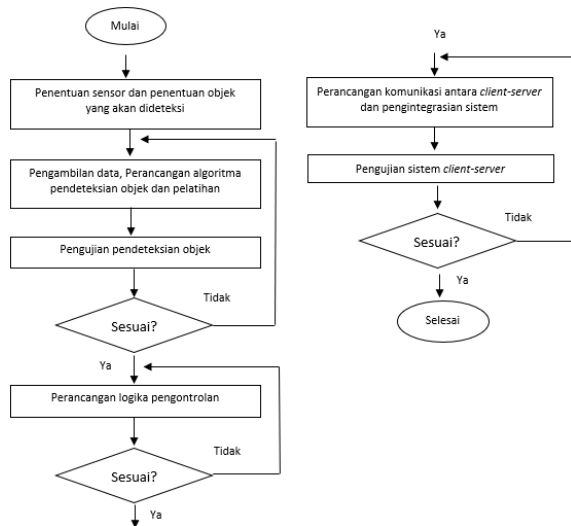 Mulai
Penentuan sensor dan penentuan objek
yang akan dideteksi
Pengambilan data, Perancangan algoritma
pendeteksian objek dan pelatihan
Pengujian pendeteksian objek
Tidak
Sesuai?
Ya
Perancangan logika pengontrolan
Tidak
Sesuai?
Ya
Ya
Perancangan komunikasi antara client-server
dan pengintegrasian sistem
Pengujian sistem client-server
Tidak
Sesuai?
Ya
Selesai